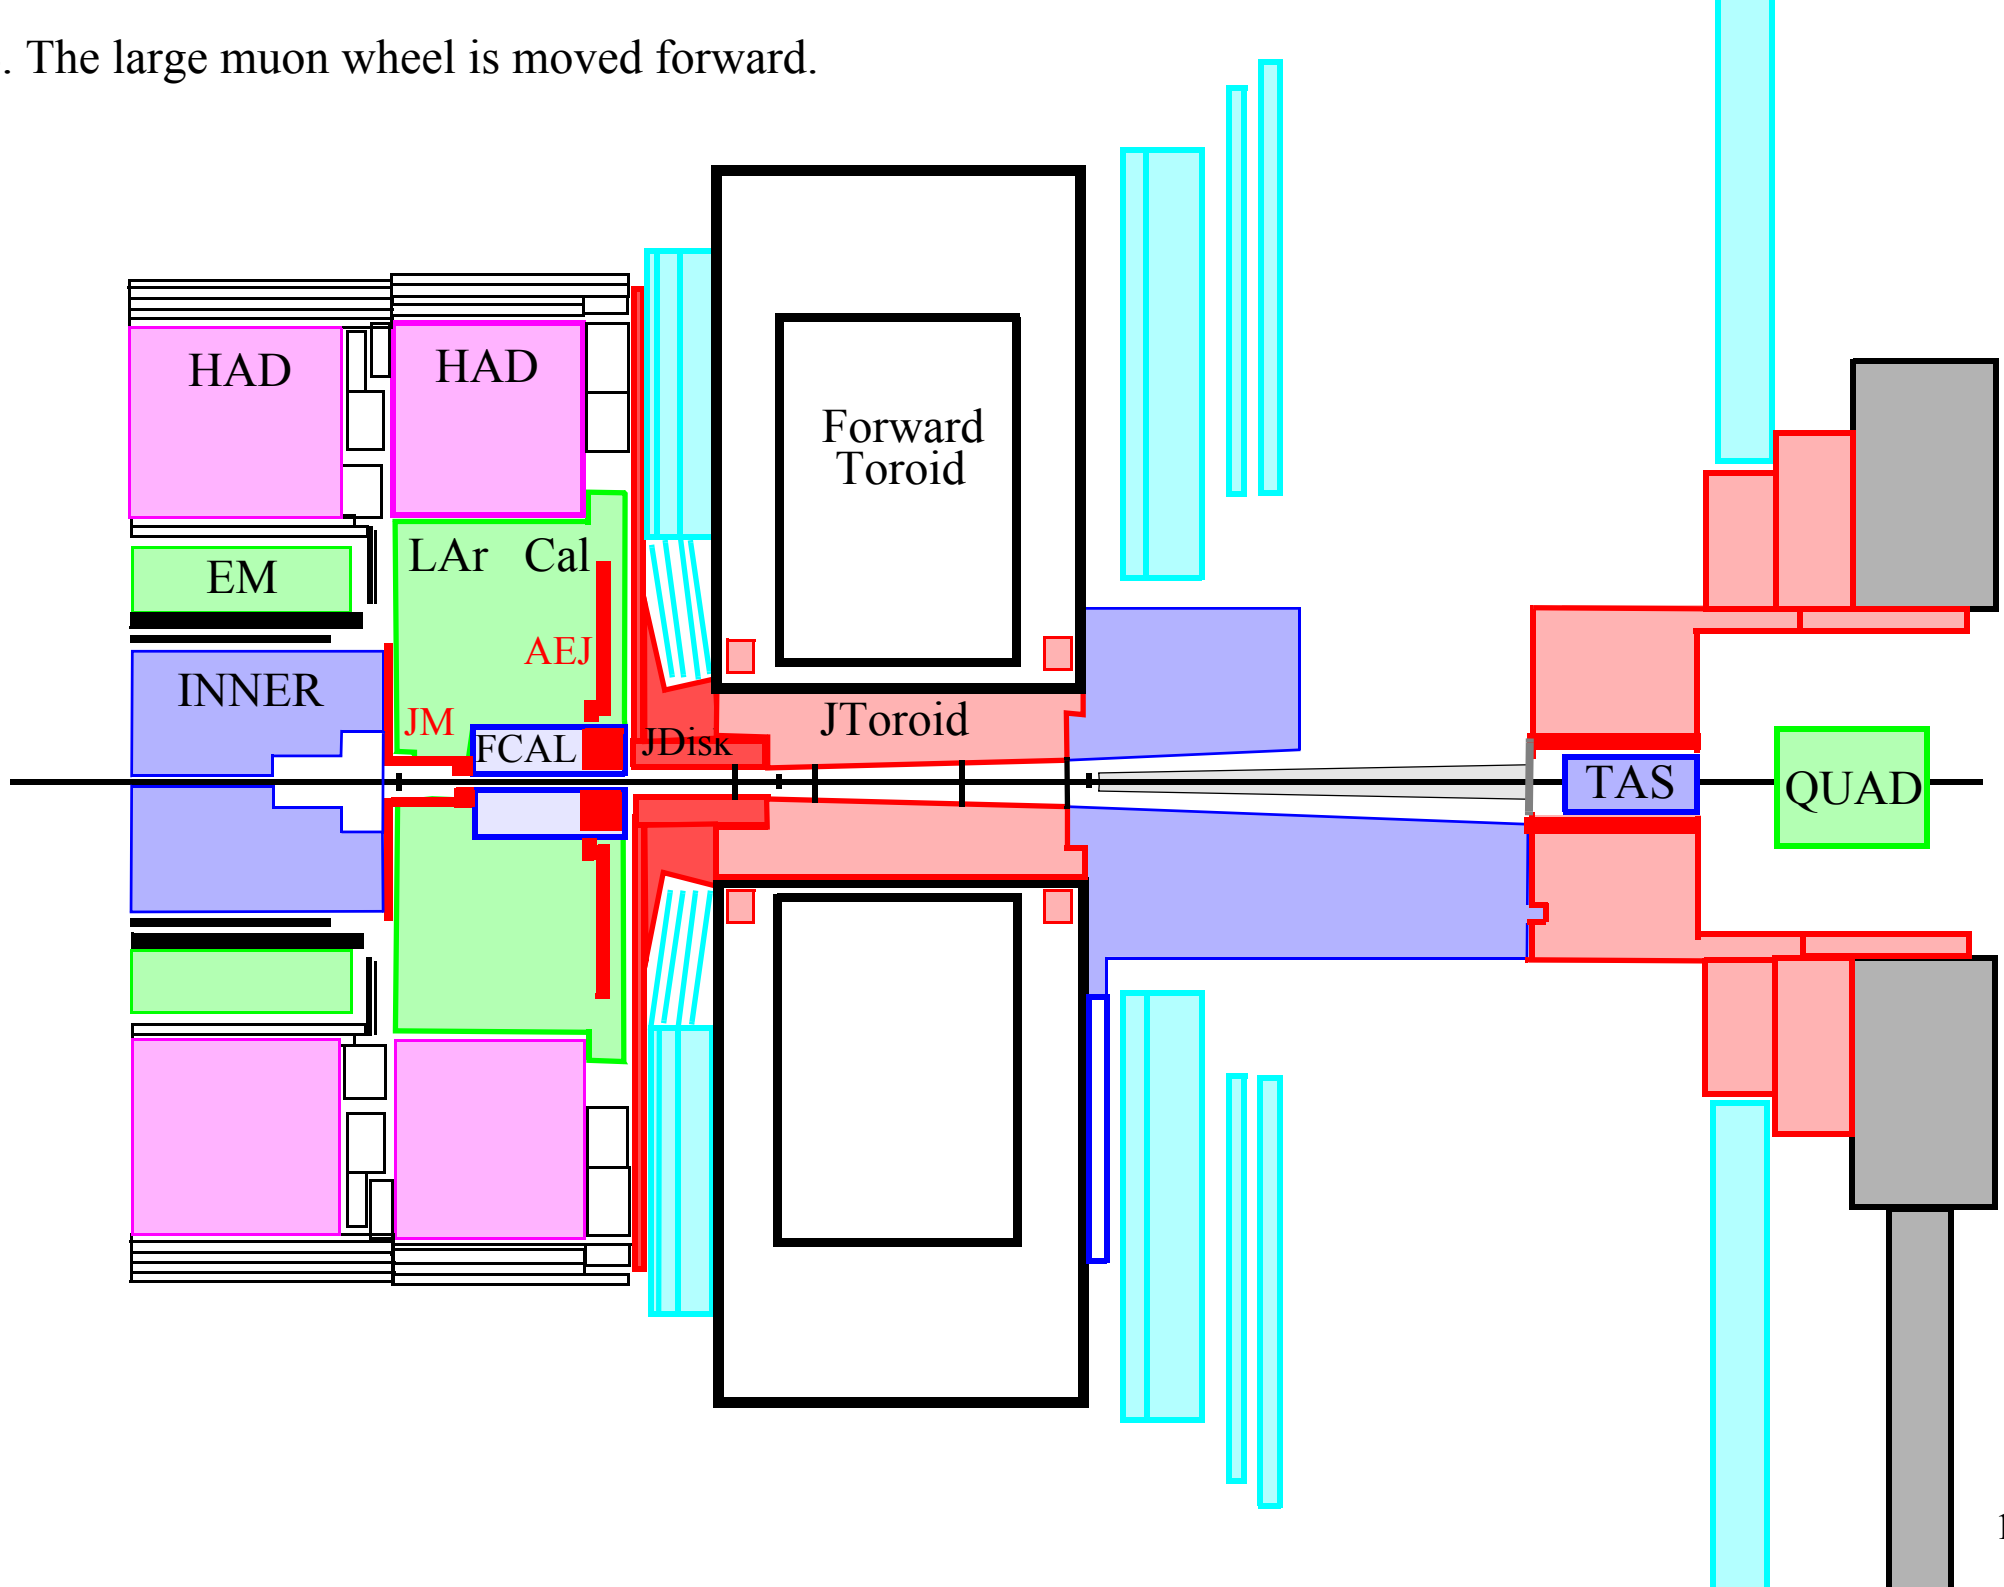 . The large muon wheel is moved forward.
HAD
HAD
Forward
Toroid
LAr Cal
EM
AEJ
INNER
JM
JToroid
FCAL
JDisk
TAS
QUAD
1